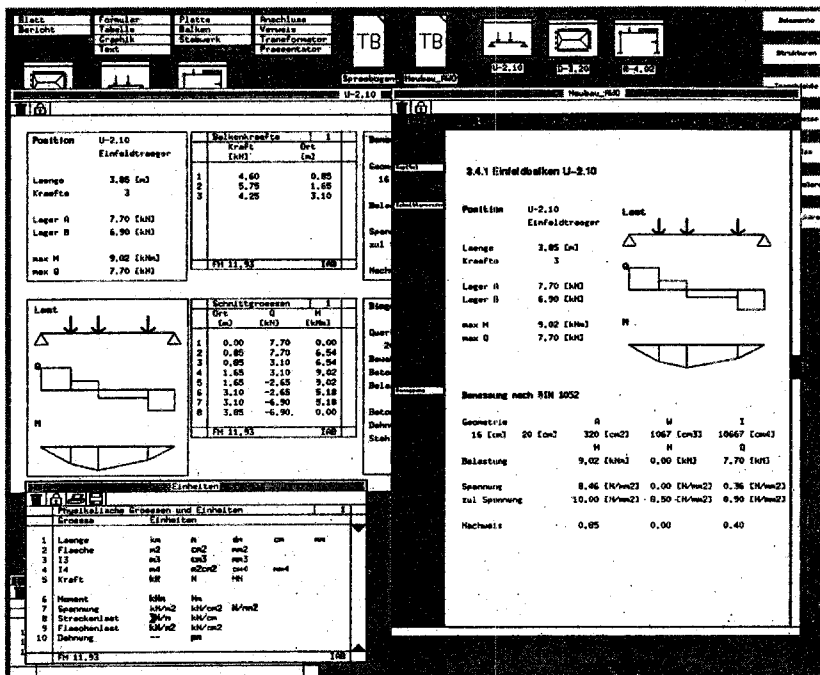 Blatt Formular Platte Anschluss
Bericht Tabelle Balken Verweis
Graphik Stabwerk Transformator
Text Praesentator
TB TB
Dokumente
Strukturen
Spreebogen Neubau_AWO U-2.10 D-3.20 R-4.02
U-2.10
Position U-2.10
Einfeldtraeger
Laenge 3,85 [m]
Kraefte 3
Lager A 7.70 [kN]
Lager B 6.90 [kN]
max M 9,02 [kNm]
max Q 7,70 [kN]
Balkenkraefte 1
Kraft Ort
[kN] [m]
1 4,60 0.85
2 5.75 1.65
3 4.25 3.10
FH 11.93 IAB
Last
Q
M
Schnittgroessen 1
Ort Q M
[m] [kN] [kNm]
1 0.00 7.70 0.00
2 0.85 7.70 6.54
3 0.85 3.10 6.54
4 1.65 3.10 9.02
5 1.65 -2.65 9.02
6 3.10 -2.65 5.18
7 3.10 -6.90 5.18
8 3.85 -6.90 0.00
FH 11.93 IAB
Einheiten
Physikalische Groessen und Einheiten 1
Groesse Einheiten
1 Laenge km m dm cm mm
2 Flaeche m2 cm2 mm2
3 I3 m3 cm3 mm3
4 I4 m4 m2cm2 cm4 mm4
5 Kraft kN N MN
6 Moment kNm Nm
7 Spannung kN/m2 kN/cm2 N/mm2
8 Streckenlast kN/m kN/cm
9 Flaechenlast kN/m2 kN/cm2
10 Dehnung -- pm
FH 11.93 IAB
Neubau_AWO
3.4.1 Einfeldbalken U-2.10
Position U-2.10
Einfeldtraeger
Laenge 3,85 [m]
Kraefte 3
Lager A 7,70 [kN]
Lager B 6,90 [kN]
max M 9,02 [kNm]
max Q 7,70 [kN]
Last
Q
M
Bemessung nach DIN 1052
Geometrie A W I
16 [cm] 20 [cm] 320 [cm2] 1067 [cm3] 10667 [cm4]
M N Q
Belastung 9,02 [kNm] 0,00 [kN] 7.70 [kN]
Spannung 8.46 [N/mm2] 0.00 [N/mm2] 0.36 [N/mm2]
zul Spannung 10.00 [N/mm2] 8.50 [N/mm2] 0.90 [N/mm2]
Nachweis 0.85 0.00 0.40